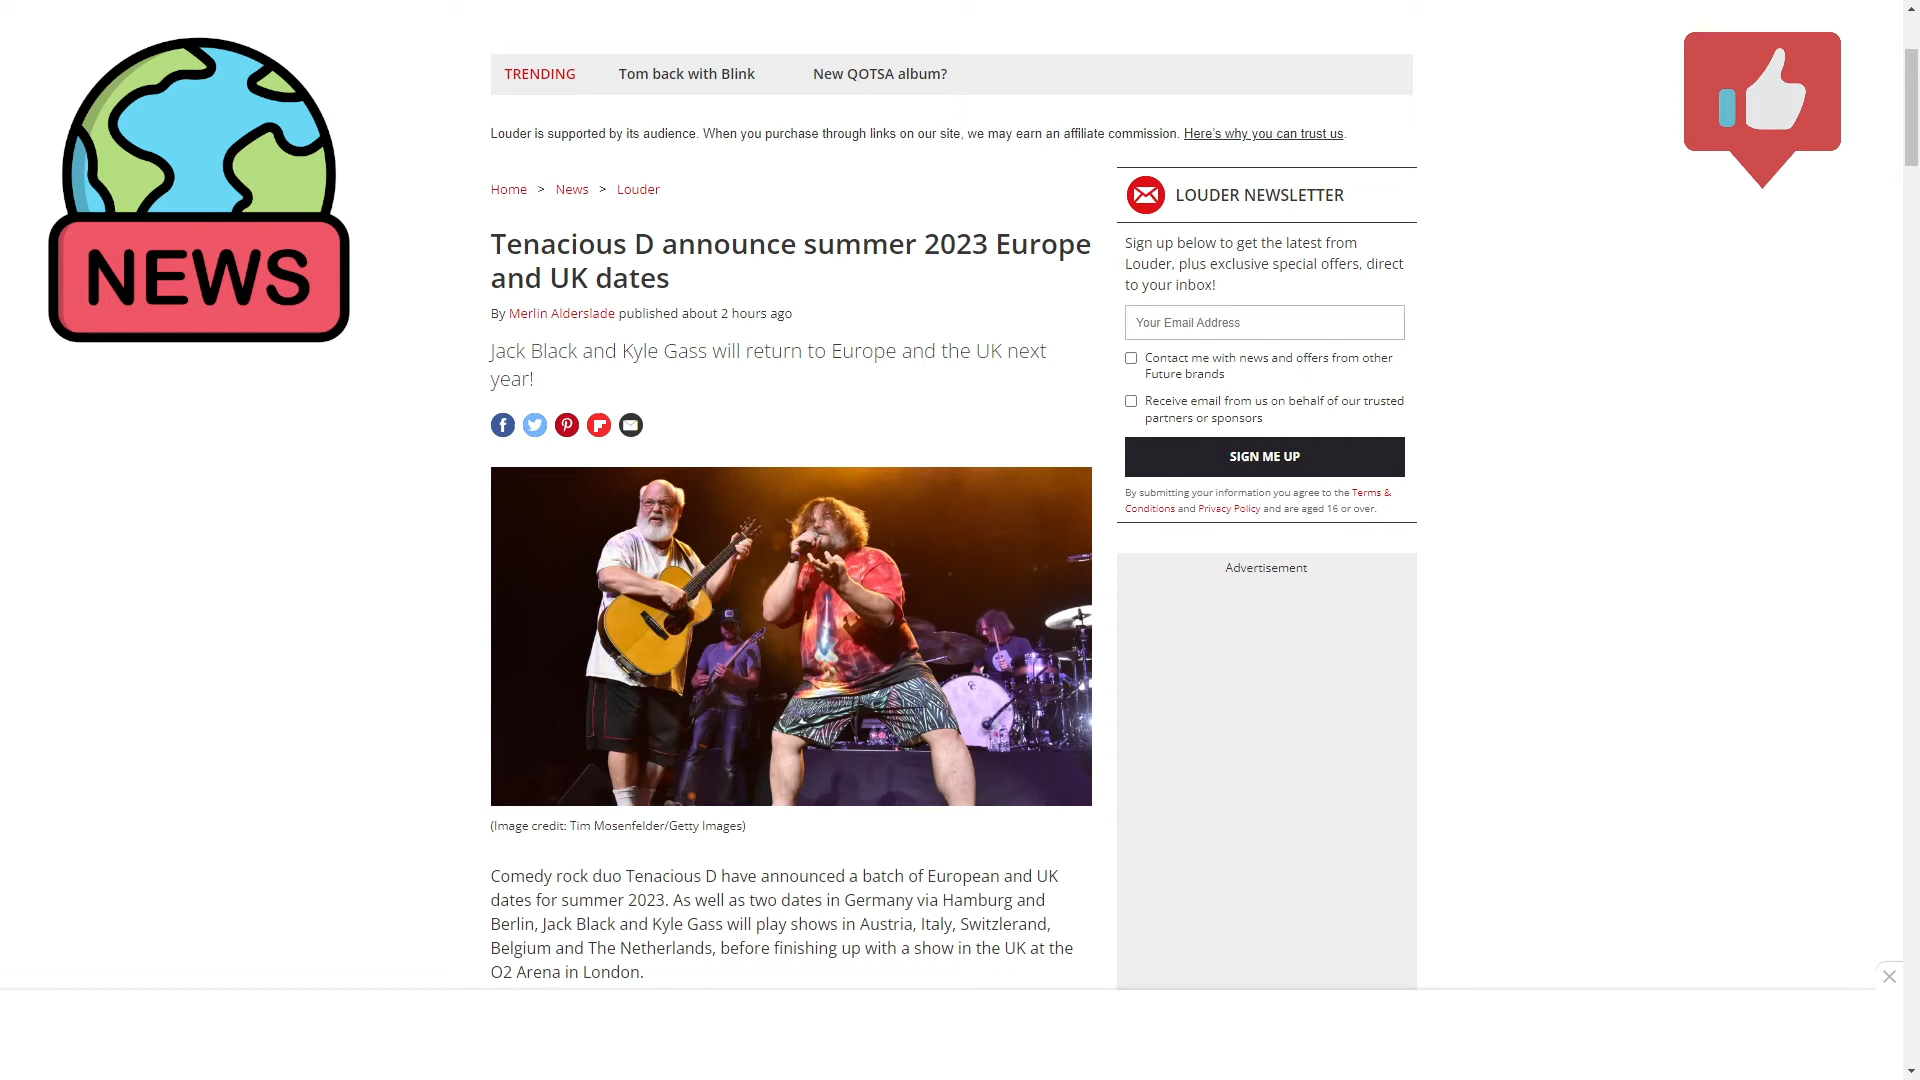 NEWS
TRENDING
Tom back with Blink
New QOTSA album?
Louder is supported by its audience. When you purchase through links on our site, we may earn an affiliate commission. Here’s why you can trust us.
Home > News > Louder
Tenacious D announce summer 2023 Europe
and UK dates
By Merlin Alderslade published about 2 hours ago
Jack Black and Kyle Gass will return to Europe and the UK next
year!
(Image credit: Tim Mosenfelder/Getty Images)
Comedy rock duo Tenacious D have announced a batch of European and UK
dates for summer 2023. As well as two dates in Germany via Hamburg and
Berlin, Jack Black and Kyle Gass will play shows in Austria, Italy, Switzlerand,
Belgium and The Netherlands, before finishing up with a show in the UK at the
O2 Arena in London.
LOUDER NEWSLETTER
Sign up below to get the latest from
Louder, plus exclusive special offers, direct
to your inbox!
Your Email Address
Contact me with news and offers from other
Future brands
Receive email from us on behalf of our trusted
partners or sponsors
SIGN ME UP
By submitting your information you agree to the Terms &
Conditions and Privacy Policy and are aged 16 or over.
Advertisement